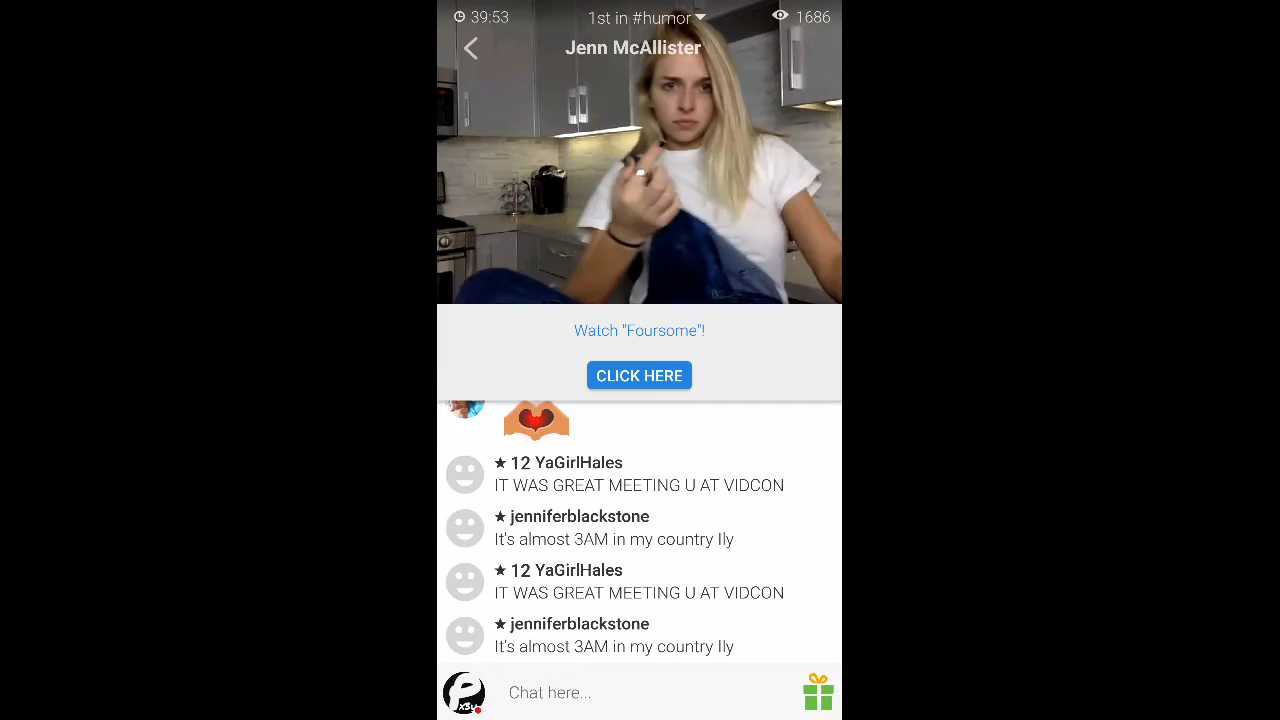 39:53
1st in #humor
1686
Jenn McAllister
Watch "Foursome"!
CLICK HERE
★ 12 YaGirlHales
IT WAS GREAT MEETING U AT VIDCON
★ jenniferblackstone
It's almost 3AM in my country Ily
★ 12 YaGirlHales
IT WAS GREAT MEETING U AT VIDCON
★ jenniferblackstone
It's almost 3AM in my country Ily
Chat here...